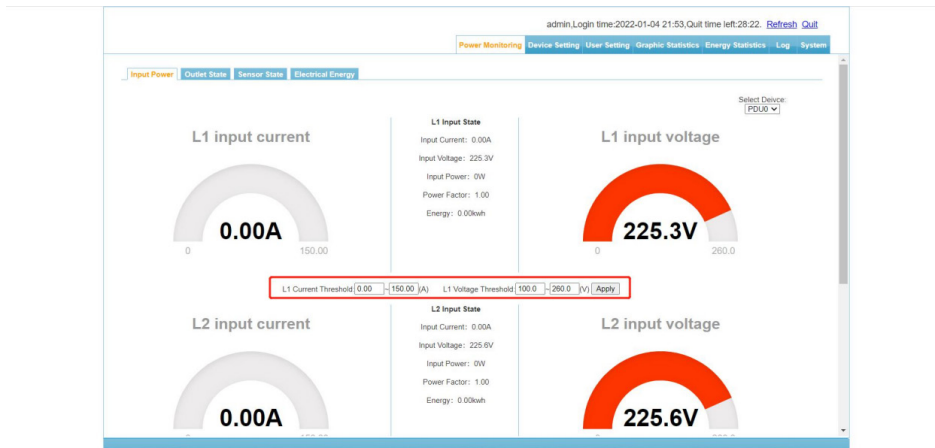 admin,Login time:2022-01-04 21:53,Quit time left:28:22. Refresh Quit
Power Monitoring Device Setting User Setting Graphic Statistics Energy Statistics Log System
Input Power Outlet State Sensor State Electrical Energy
Select Deivce:
PDU0
L1 input current
0.00A
0 150.00
L1 Input State
Input Current: 0.00A
Input Voltage: 225.3V
Input Power: 0W
Power Factor: 1.00
Energy: 0.00kwh
L1 input voltage
225.3V
0 260.0
L1 Current Threshold: 0.00 ~ 150.00 (A) L1 Voltage Threshold: 100.0 ~ 260.0 (V) Apply
L2 input current
0.00A
L2 Input State
Input Current: 0.00A
Input Voltage: 225.6V
Input Power: 0W
Power Factor: 1.00
Energy: 0.00kwh
L2 input voltage
225.6V